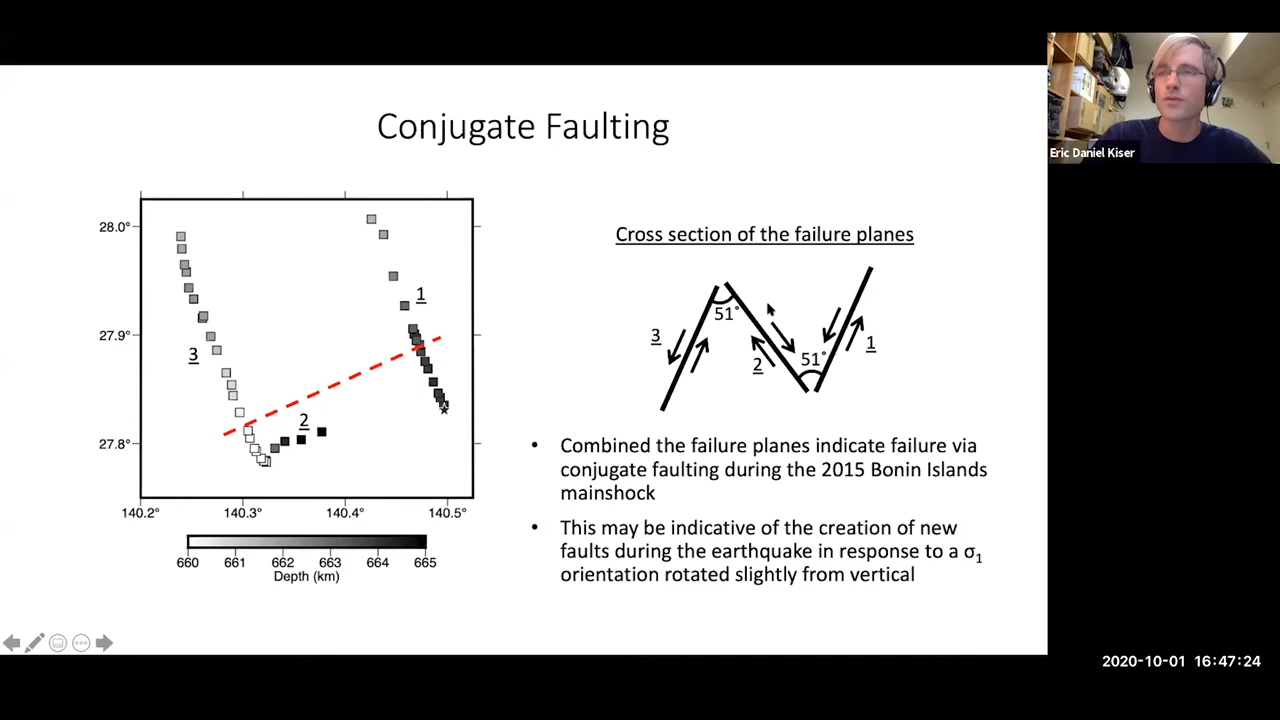 Conjugate Faulting
Eric Daniel Kiser
28.0°
27.9°
27.8°
140.2°
140.3°
140.4°
140.5°
1
2
3
660
661
662
663
664
665
Depth (km)
Cross section of the failure planes
51°
51°
3
2
1
• Combined the failure planes indicate failure via
conjugate faulting during the 2015 Bonin Islands
mainshock
• This may be indicative of the creation of new
faults during the earthquake in response to a σ₁
orientation rotated slightly from vertical
2020-10-01 16:47:24